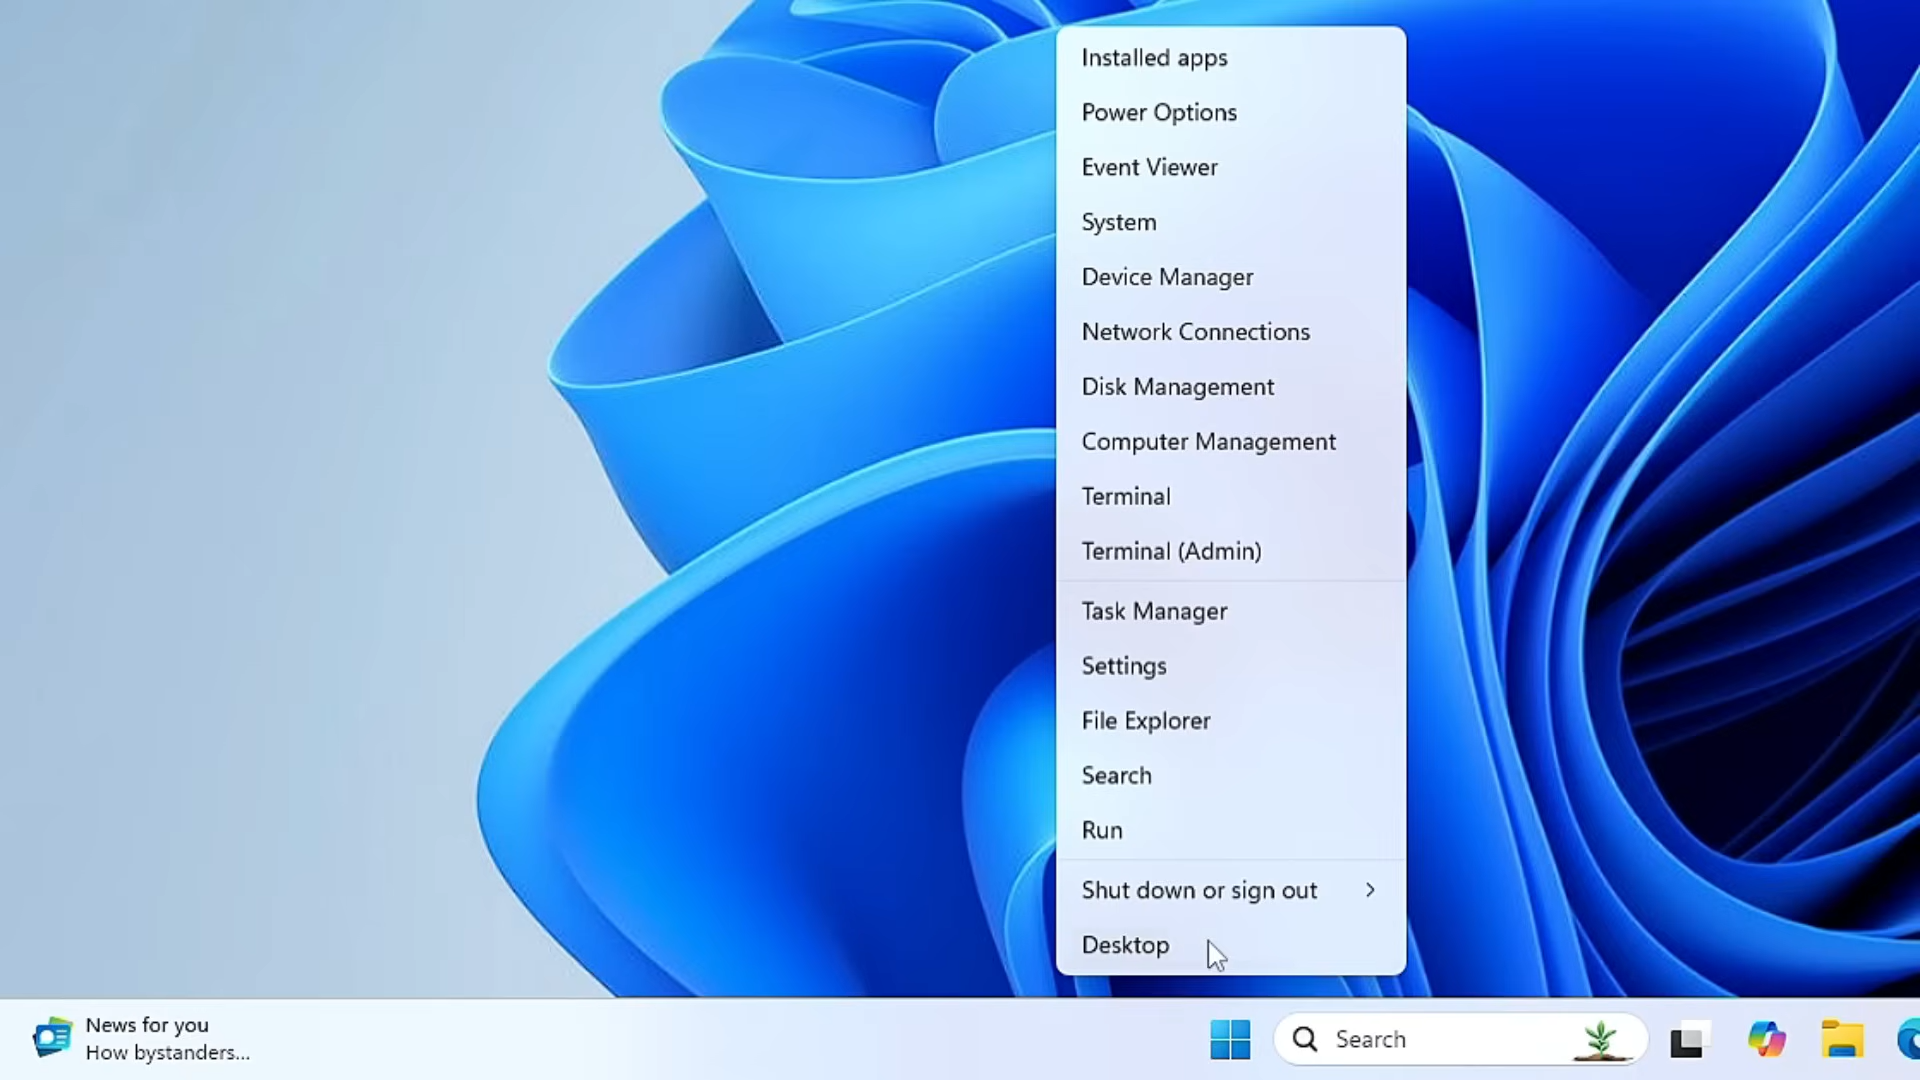 Installed apps
Power Options
Event Viewer
System
Device Manager
Network Connections
Disk Management
Computer Management
Terminal
Terminal (Admin)
Task Manager
Settings
File Explorer
Search
Run
Shut down or sign out
Desktop
News for you
How bystanders...
Search